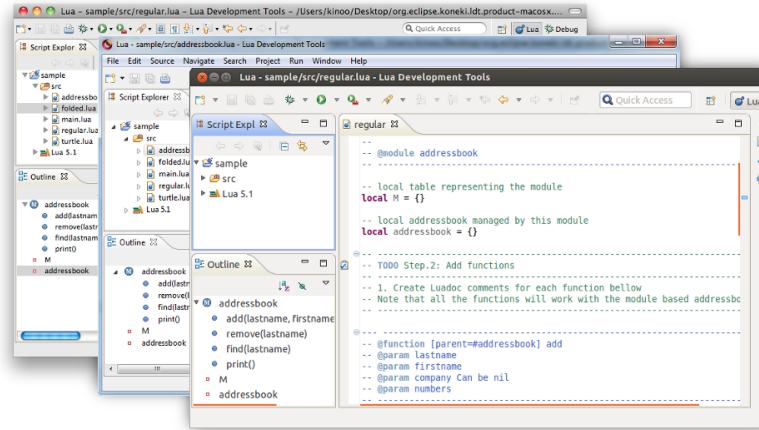 Lua - sample/src/regular.lua - Lua Development Tools - /Users/kinoo/Desktop/org.eclipse.koneki.ldt.product-macosx....
Quick Access
Lua
Debug
Script Explor
sample
src
addressbo
folded.lua
main.lua
regular.lua
turtle.lua
Lua 5.1
Outline
addressbook
add(lastnam
remove(lastr
find(lastnam
print()
M
addressbook
Lua - sample/src/addressbook.lua - Lua Development Tools
File Edit Source Navigate Search Project Run Window Help
Script Explorer
sample
src
addressb
folded.lu
main.lua
regular.l
turtle.lua
Lua 5.1
Outline
addressbook
add(lastr
remove(l
find(lastr
print()
M
addressbook
Lua - sample/src/regular.lua - Lua Development Tools
Quick Access
Lua
Script Expl
sample
src
Lua 5.1
Outline
addressbook
add(lastname, firstname
remove(lastname)
find(lastname)
print()
M
addressbook
regular
--
-- @module addressbook
-- local table representing the module
local M = {}
-- local addressbook managed by this module
local addressbook = {}
-- TODO Step.2: Add functions
-- 1. Create Luadoc comments for each function bellow
-- Note that all the functions will work with the module based addressbo
-- @function [parent=#addressbook] add
-- @param lastname
-- @param firstname
-- @param company Can be nil
-- @param numbers